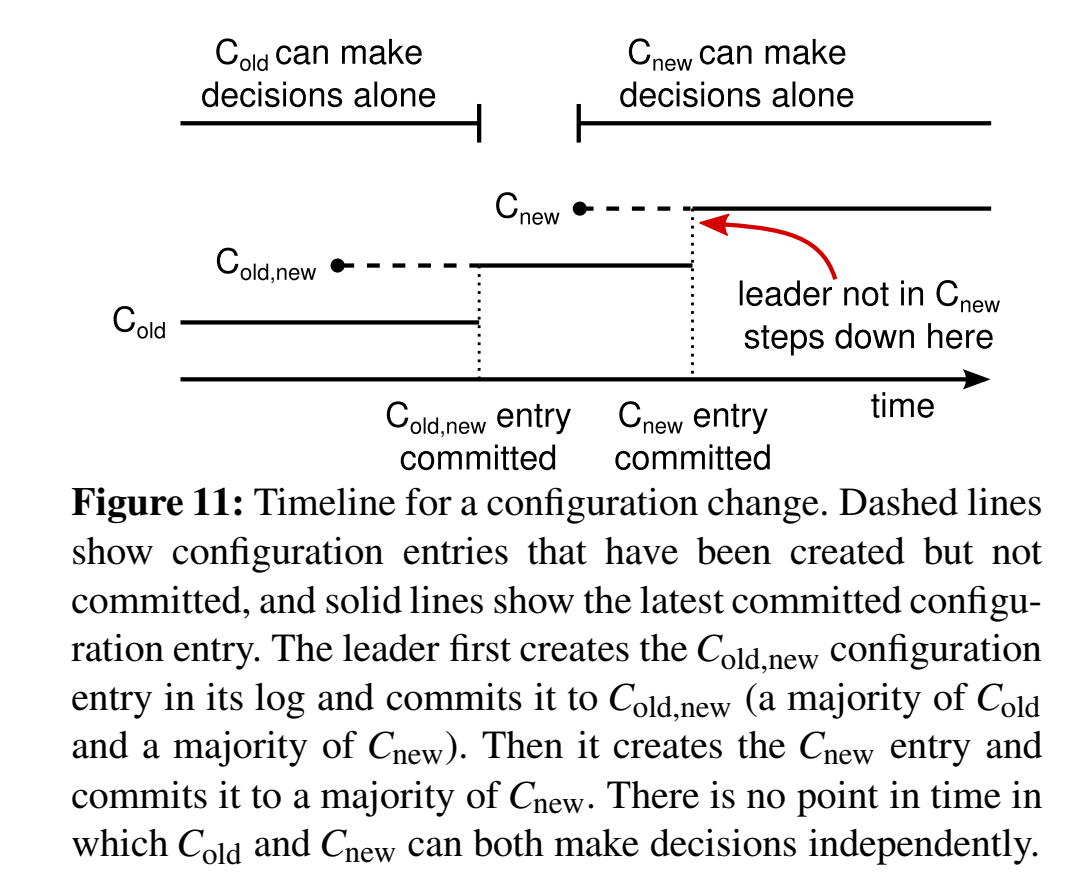 Cold can make
decisions alone
Cnew can make
decisions alone
Cnew
Cold,new
Cold
leader not in Cnew
steps down here
time
Cold,new entry
committed
Cnew entry
committed
Figure 11: Timeline for a configuration change. Dashed lines
show configuration entries that have been created but not
committed, and solid lines show the latest committed configu-
ration entry. The leader first creates the Cold,new configuration
entry in its log and commits it to Cold,new (a majority of Cold
and a majority of Cnew). Then it creates the Cnew entry and
commits it to a majority of Cnew. There is no point in time in
which Cold and Cnew can both make decisions independently.